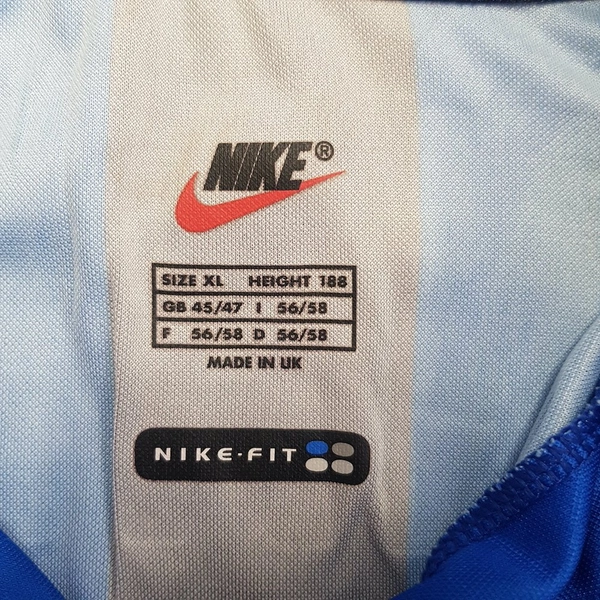 NIKE®
SIZE XL HEIGHT 188
GB 45/47 I 56/58
F 56/58 D 56/58
MADE IN UK
NIKE·FIT